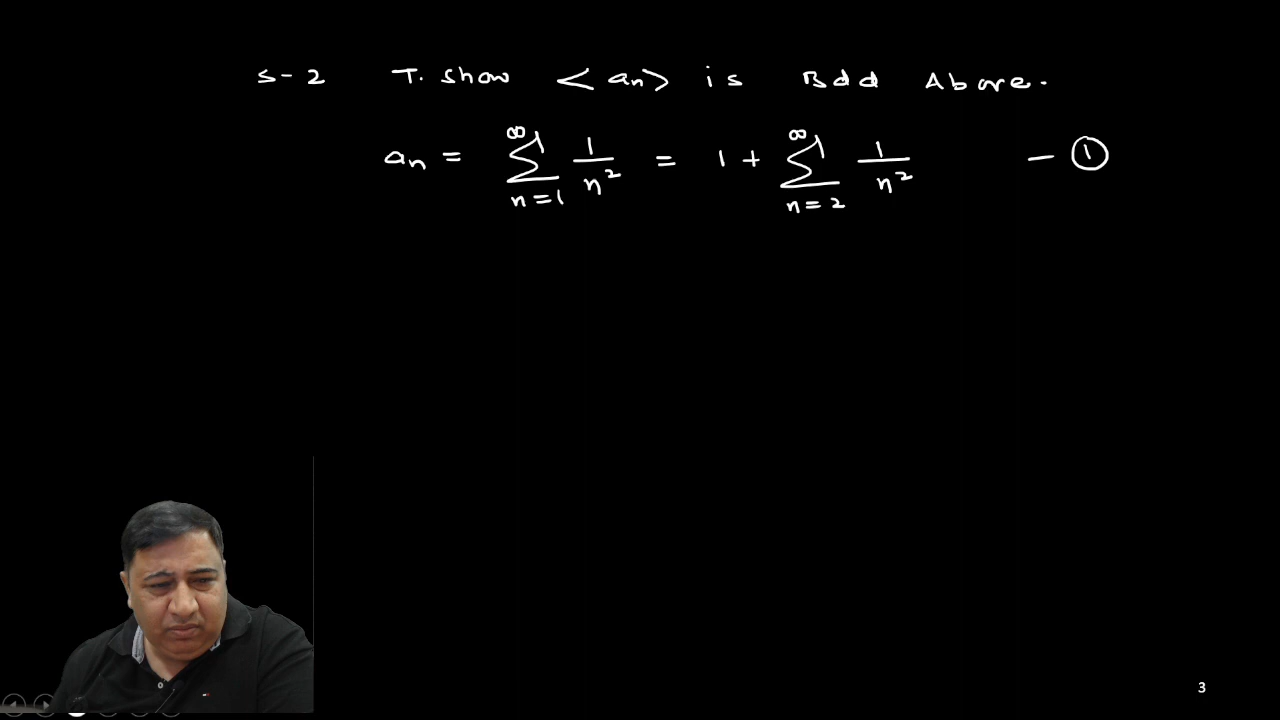 S-2 T. show <an> is Bdd Above.
an = ∞∑n=1 1/n² = 1 + ∞∑n=2 1/n² — ①
3